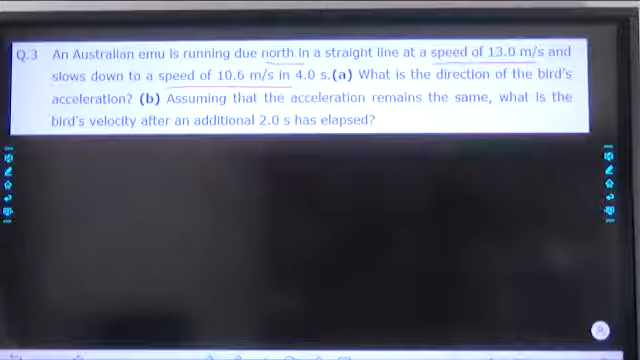 Q.3 An Australian emu is running due north in a straight line at a speed of 13.0 m/s and
slows down to a speed of 10.6 m/s in 4.0 s.(a) What is the direction of the bird's
acceleration? (b) Assuming that the acceleration remains the same, what is the
bird's velocity after an additional 2.0 s has elapsed?